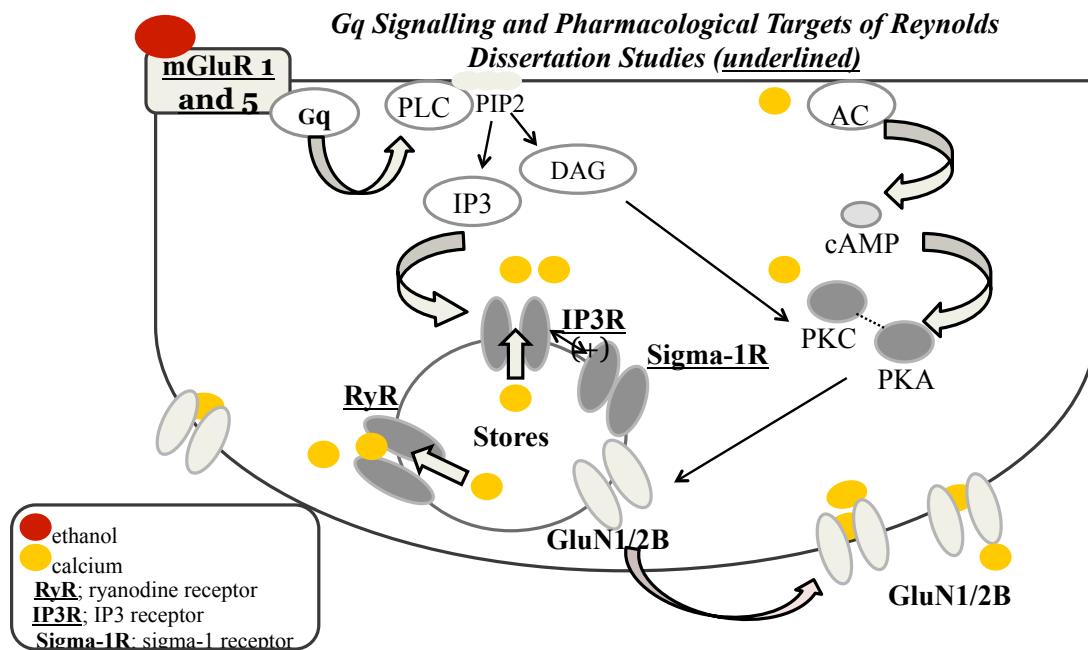 Gq Signalling and Pharmacological Targets of Reynolds
Dissertation Studies (underlined)
mGluR 1
and 5
Gq
PLC
PIP2
AC
DAG
IP3
cAMP
IP3R
(+)
Sigma-1R
PKC
PKA
RyR
Stores
GluN1/2B
GluN1/2B
ethanol
calcium
RyR; ryanodine receptor
IP3R; IP3 receptor
Sigma-1R; sigma-1 receptor